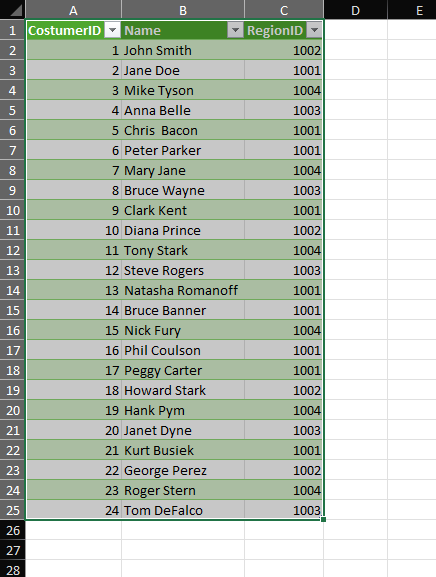 A B C D E
1 CostumerID Name RegionID
2 1 John Smith 1002
3 2 Jane Doe 1001
4 3 Mike Tyson 1004
5 4 Anna Belle 1003
6 5 Chris  Bacon 1001
7 6 Peter Parker 1001
8 7 Mary Jane 1004
9 8 Bruce Wayne 1003
10 9 Clark Kent 1001
11 10 Diana Prince 1002
12 11 Tony Stark 1004
13 12 Steve Rogers 1003
14 13 Natasha Romanoff 1001
15 14 Bruce Banner 1001
16 15 Nick Fury 1004
17 16 Phil Coulson 1001
18 17 Peggy Carter 1001
19 18 Howard Stark 1002
20 19 Hank Pym 1004
21 20 Janet Dyne 1003
22 21 Kurt Busiek 1001
23 22 George Perez 1002
24 23 Roger Stern 1004
25 24 Tom DeFalco 1003
26
27
28